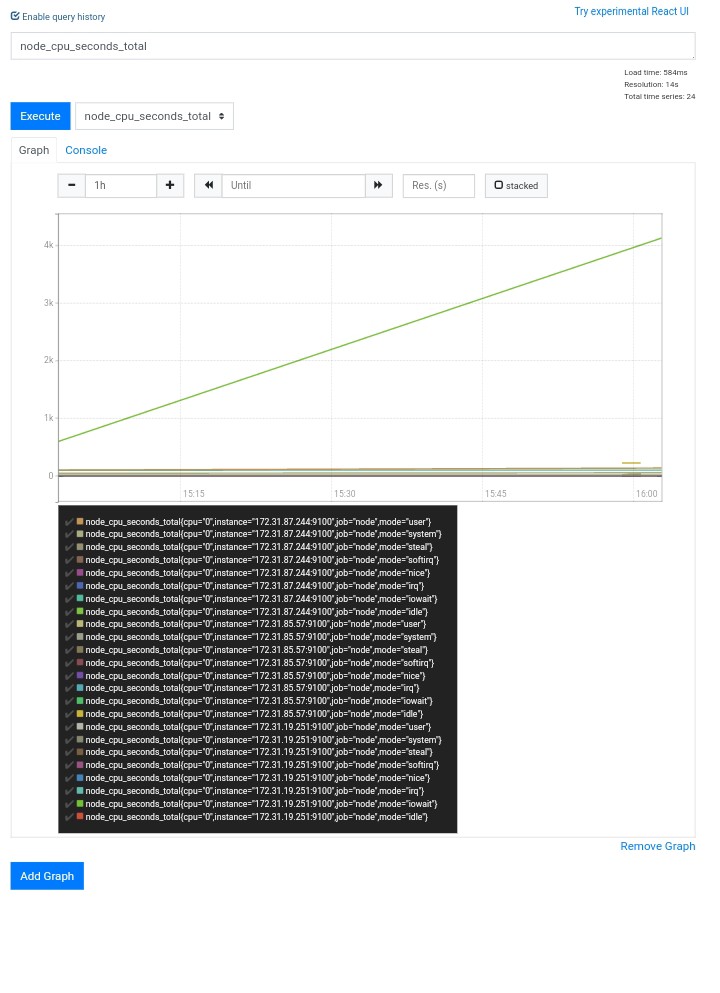 Enable query history
Try experimental React UI
node_cpu_seconds_total
Load time: 584ms
Resolution: 14s
Total time series: 24
Execute
node_cpu_seconds_total
Graph Console
1h
Until
Res. (s)
stacked
4k
3k
2k
1k
0
15:15 15:30 15:45 16:00
node_cpu_seconds_total{cpu="0",instance="172.31.87.244:9100",job="node",mode="user"}
node_cpu_seconds_total{cpu="0",instance="172.31.87.244:9100",job="node",mode="system"}
node_cpu_seconds_total{cpu="0",instance="172.31.87.244:9100",job="node",mode="steal"}
node_cpu_seconds_total{cpu="0",instance="172.31.87.244:9100",job="node",mode="softirq"}
node_cpu_seconds_total{cpu="0",instance="172.31.87.244:9100",job="node",mode="nice"}
node_cpu_seconds_total{cpu="0",instance="172.31.87.244:9100",job="node",mode="irq"}
node_cpu_seconds_total{cpu="0",instance="172.31.87.244:9100",job="node",mode="iowait"}
node_cpu_seconds_total{cpu="0",instance="172.31.87.244:9100",job="node",mode="idle"}
node_cpu_seconds_total{cpu="0",instance="172.31.85.57:9100",job="node",mode="user"}
node_cpu_seconds_total{cpu="0",instance="172.31.85.57:9100",job="node",mode="system"}
node_cpu_seconds_total{cpu="0",instance="172.31.85.57:9100",job="node",mode="steal"}
node_cpu_seconds_total{cpu="0",instance="172.31.85.57:9100",job="node",mode="softirq"}
node_cpu_seconds_total{cpu="0",instance="172.31.85.57:9100",job="node",mode="nice"}
node_cpu_seconds_total{cpu="0",instance="172.31.85.57:9100",job="node",mode="irq"}
node_cpu_seconds_total{cpu="0",instance="172.31.85.57:9100",job="node",mode="iowait"}
node_cpu_seconds_total{cpu="0",instance="172.31.85.57:9100",job="node",mode="idle"}
node_cpu_seconds_total{cpu="0",instance="172.31.19.251:9100",job="node",mode="user"}
node_cpu_seconds_total{cpu="0",instance="172.31.19.251:9100",job="node",mode="system"}
node_cpu_seconds_total{cpu="0",instance="172.31.19.251:9100",job="node",mode="steal"}
node_cpu_seconds_total{cpu="0",instance="172.31.19.251:9100",job="node",mode="softirq"}
node_cpu_seconds_total{cpu="0",instance="172.31.19.251:9100",job="node",mode="nice"}
node_cpu_seconds_total{cpu="0",instance="172.31.19.251:9100",job="node",mode="irq"}
node_cpu_seconds_total{cpu="0",instance="172.31.19.251:9100",job="node",mode="iowait"}
node_cpu_seconds_total{cpu="0",instance="172.31.19.251:9100",job="node",mode="idle"}
Remove Graph
Add Graph